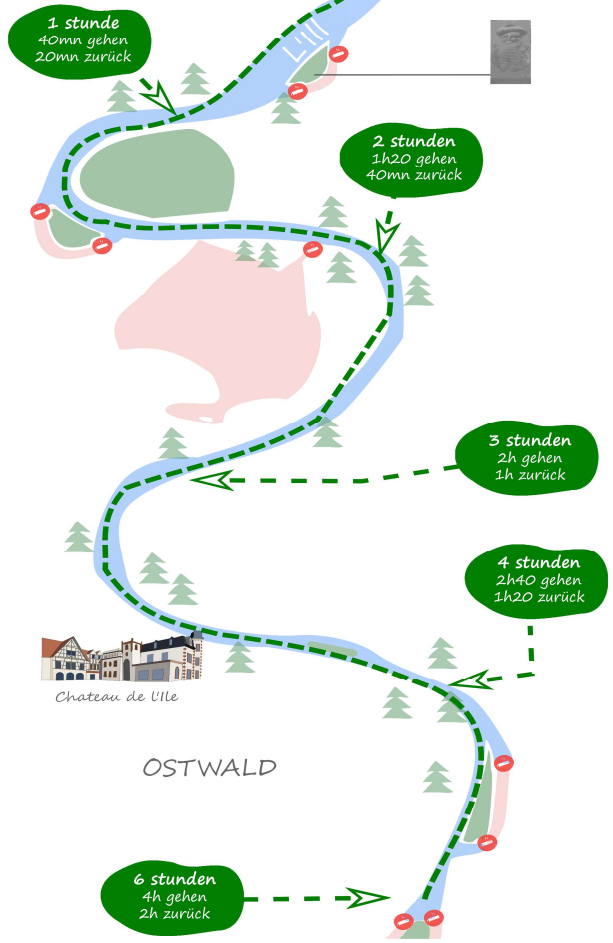 1 stunde
40mn gehen
20mn zurück
L'Ill
2 stunden
1h20 gehen
40mn zurück
3 stunden
2h gehen
1h zurück
4 stunden
2h40 gehen
1h20 zurück
Chateau de l'Ile
OSTWALD
6 stunden
4h gehen
2h zurück